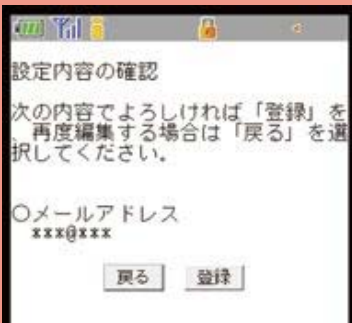 設定内容の確認
次の内容でよろしければ「登録」を
、再度編集する場合は「戻る」を選
択してください。
○メールアドレス
***@***
戻る 登録